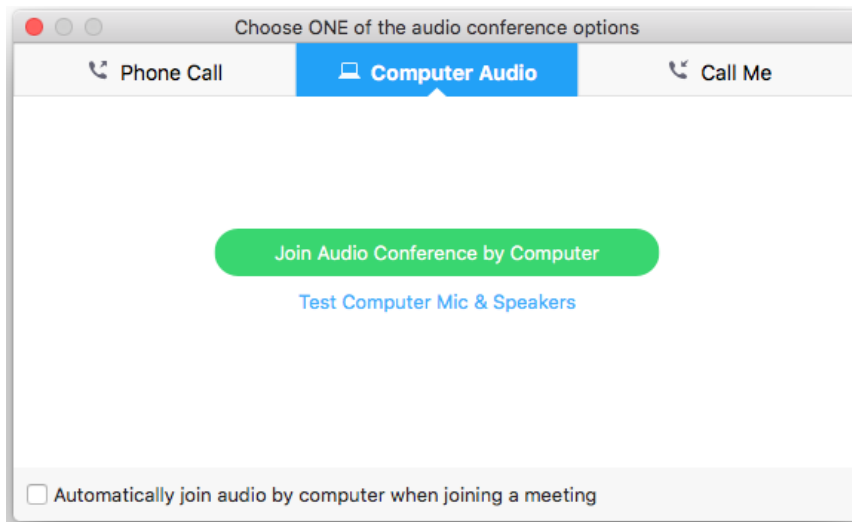 Choose ONE of the audio conference options
Phone Call
Computer Audio
Call Me
Join Audio Conference by Computer
Test Computer Mic & Speakers
Automatically join audio by computer when joining a meeting